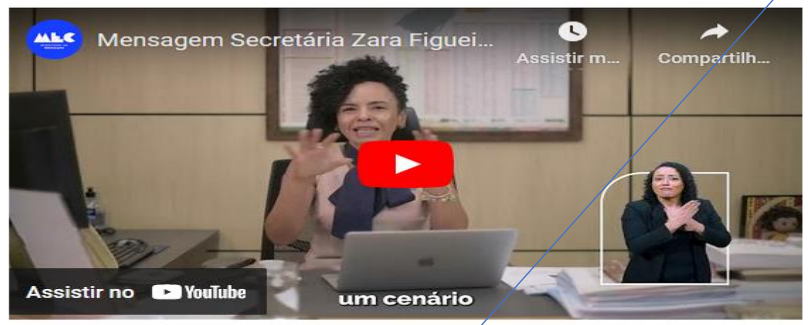 MEC
Mensagem Secretária Zara Figuei...
Assistir m...
Compartilh...
Assistir no YouTube
um cenário